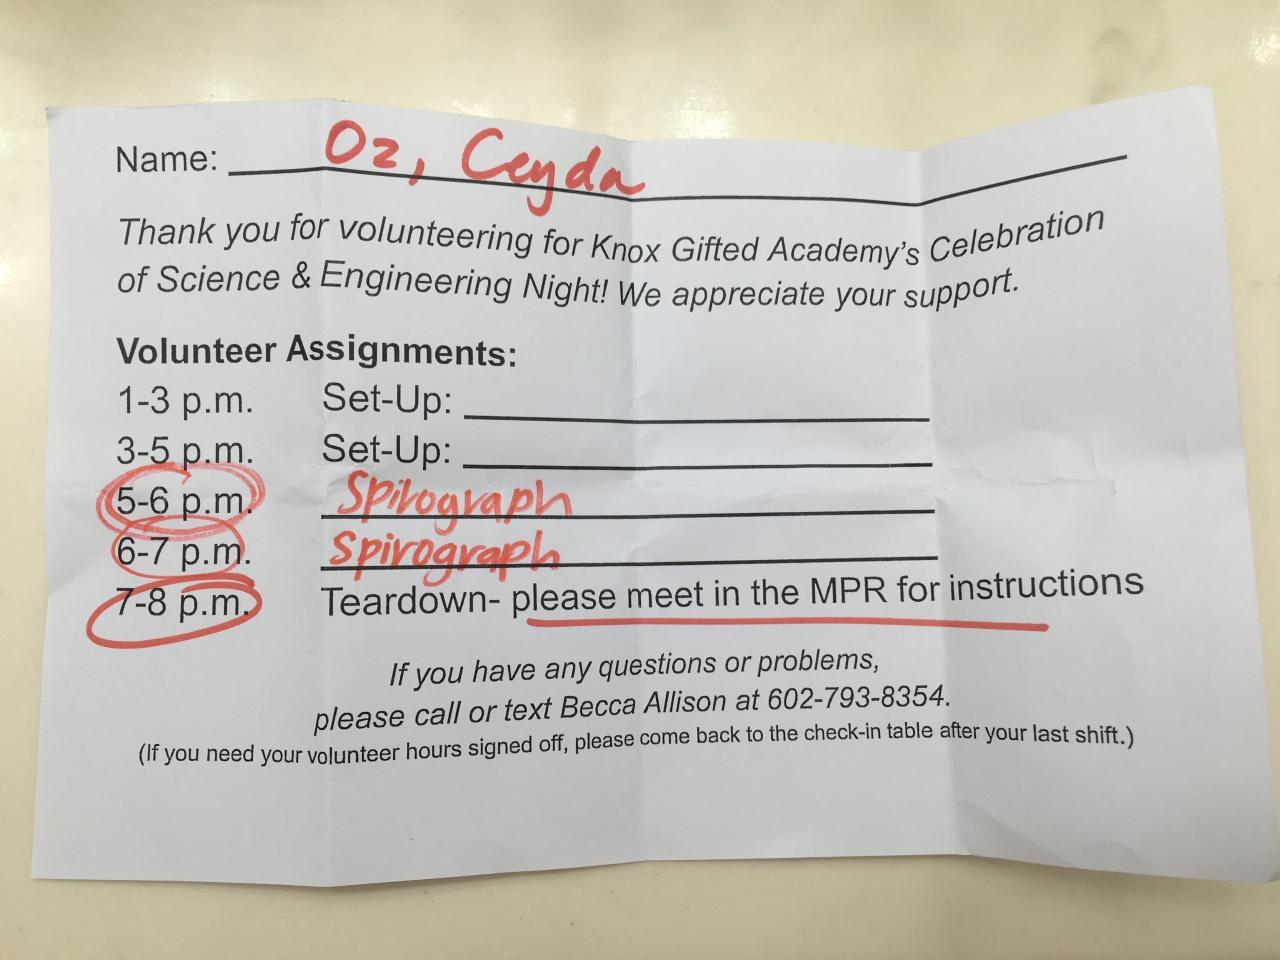 Name: Oz, Ceyda
Thank you for volunteering for Knox Gifted Academy's Celebration
of Science & Engineering Night! We appreciate your support.
Volunteer Assignments:
1-3 p.m. Set-Up:
3-5 p.m. Set-Up:
5-6 p.m. Spirograph
6-7 p.m. Spirograph
7-8 p.m. Teardown- please meet in the MPR for instructions
If you have any questions or problems,
please call or text Becca Allison at 602-793-8354.
(If you need your volunteer hours signed off, please come back to the check-in table after your last shift.)